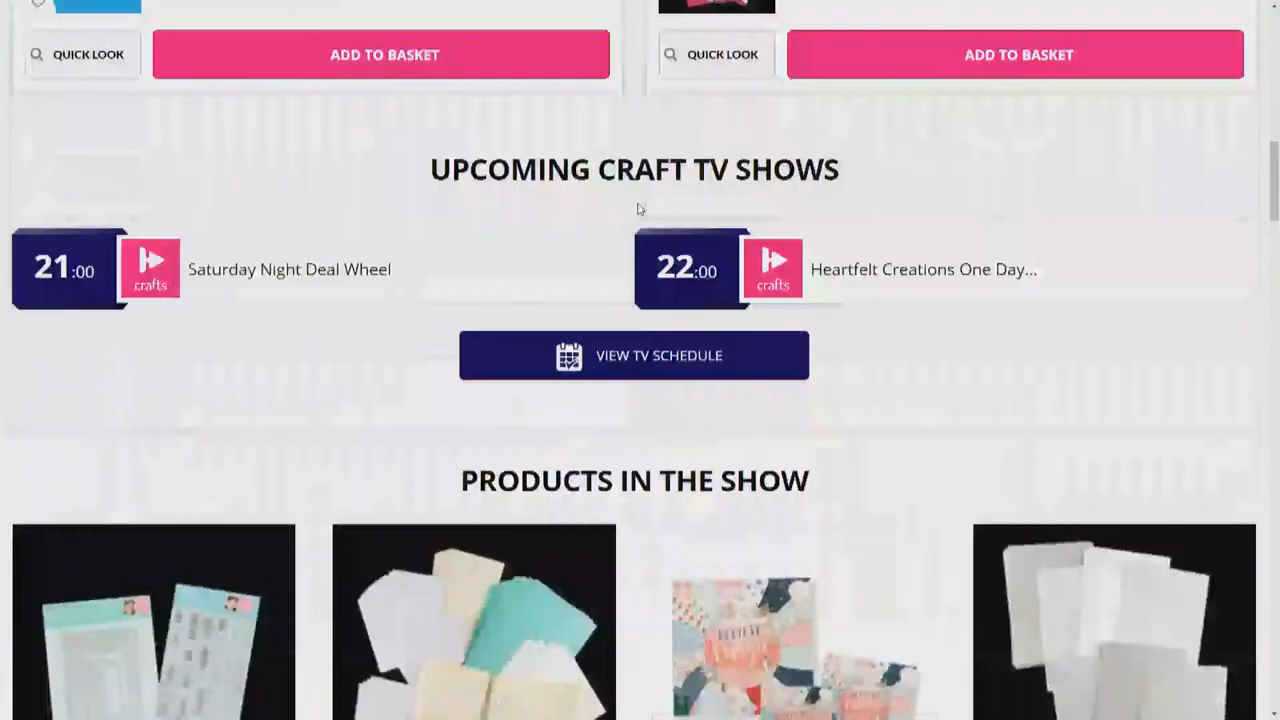 QUICK LOOK
ADD TO BASKET
QUICK LOOK
ADD TO BASKET
UPCOMING CRAFT TV SHOWS
21:00
crafts
Saturday Night Deal Wheel
22:00
crafts
Heartfelt Creations One Day...
VIEW TV SCHEDULE
PRODUCTS IN THE SHOW
BELIEVE